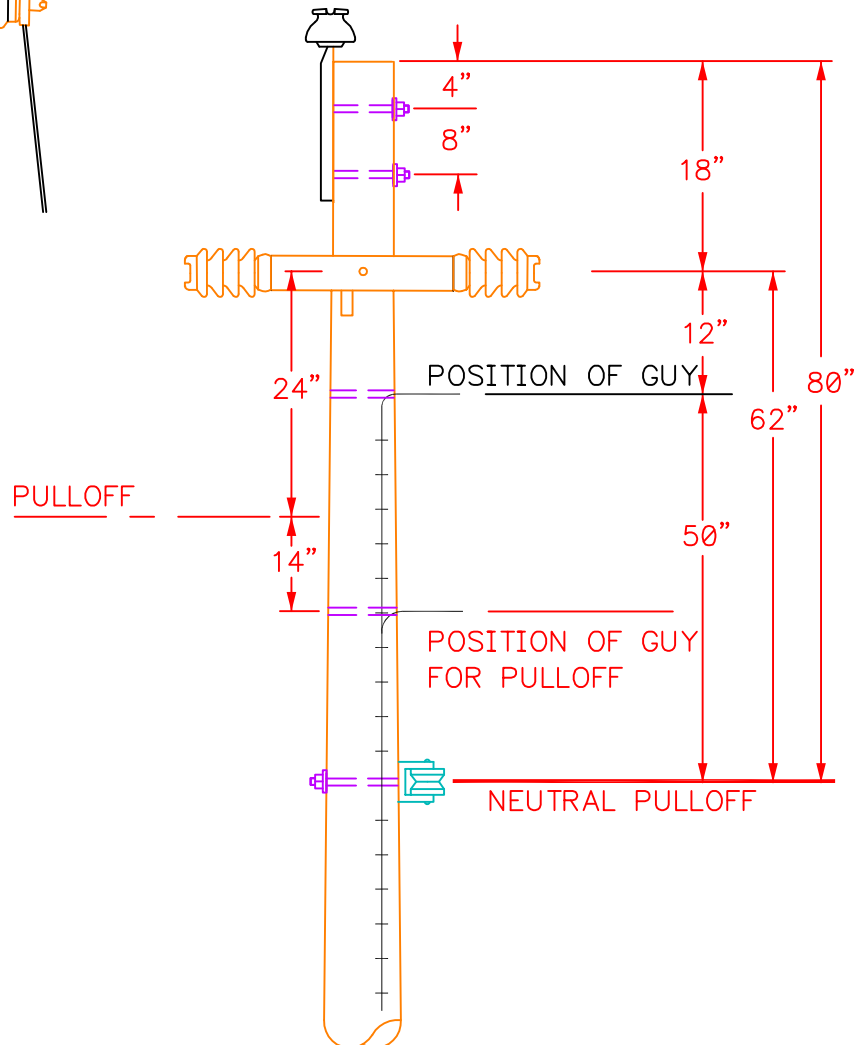 4”
8”
18”
12”
24”
POSITION OF GUY
80”
62”
PULLOFF
50”
14”
POSITION OF GUY
FOR PULLOFF
NEUTRAL PULLOFF